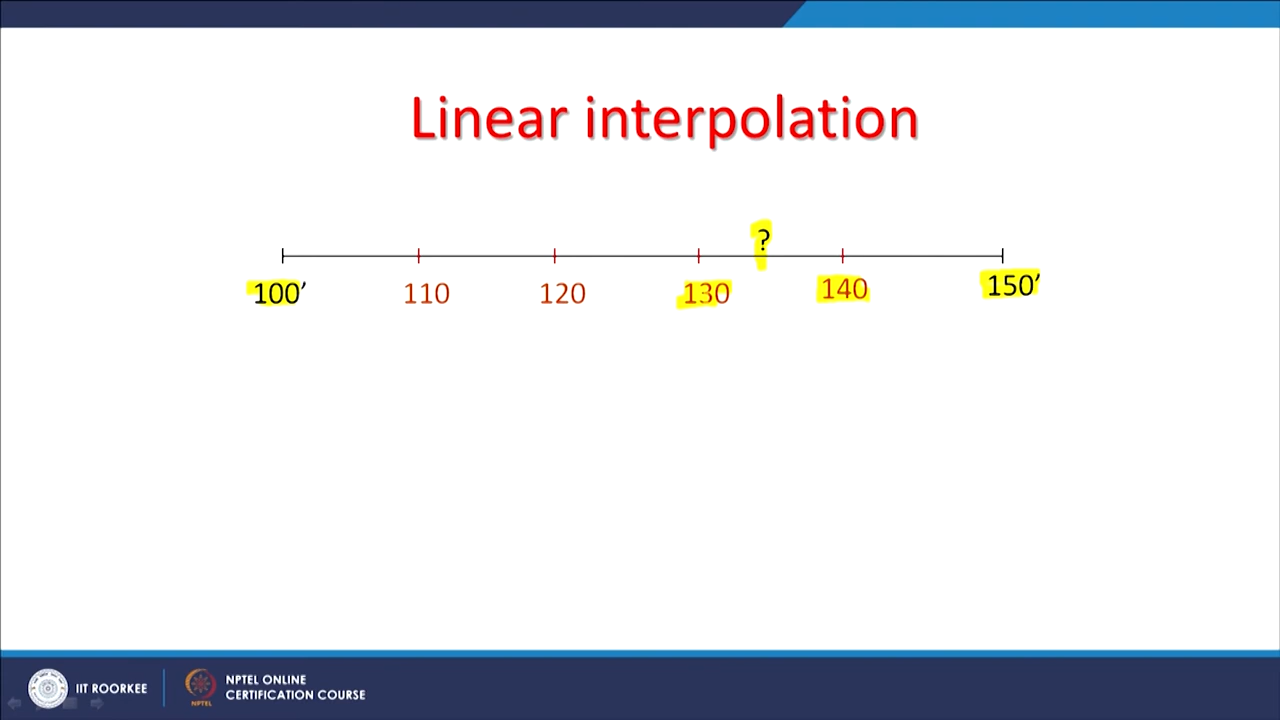 Linear interpolation
?
100’ 110 120 130 140 150’
IIT ROORKEE
NPTEL
NPTEL ONLINE
CERTIFICATION COURSE